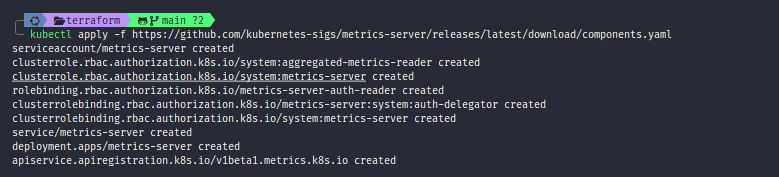 terraform main ?2
kubectl apply -f https://github.com/kubernetes-sigs/metrics-server/releases/latest/download/components.yaml
serviceaccount/metrics-server created
clusterrole.rbac.authorization.k8s.io/system:aggregated-metrics-reader created
clusterrole.rbac.authorization.k8s.io/system:metrics-server created
rolebinding.rbac.authorization.k8s.io/metrics-server-auth-reader created
clusterrolebinding.rbac.authorization.k8s.io/metrics-server:system:auth-delegator created
clusterrolebinding.rbac.authorization.k8s.io/system:metrics-server created
service/metrics-server created
deployment.apps/metrics-server created
apiservice.apiregistration.k8s.io/v1beta1.metrics.k8s.io created